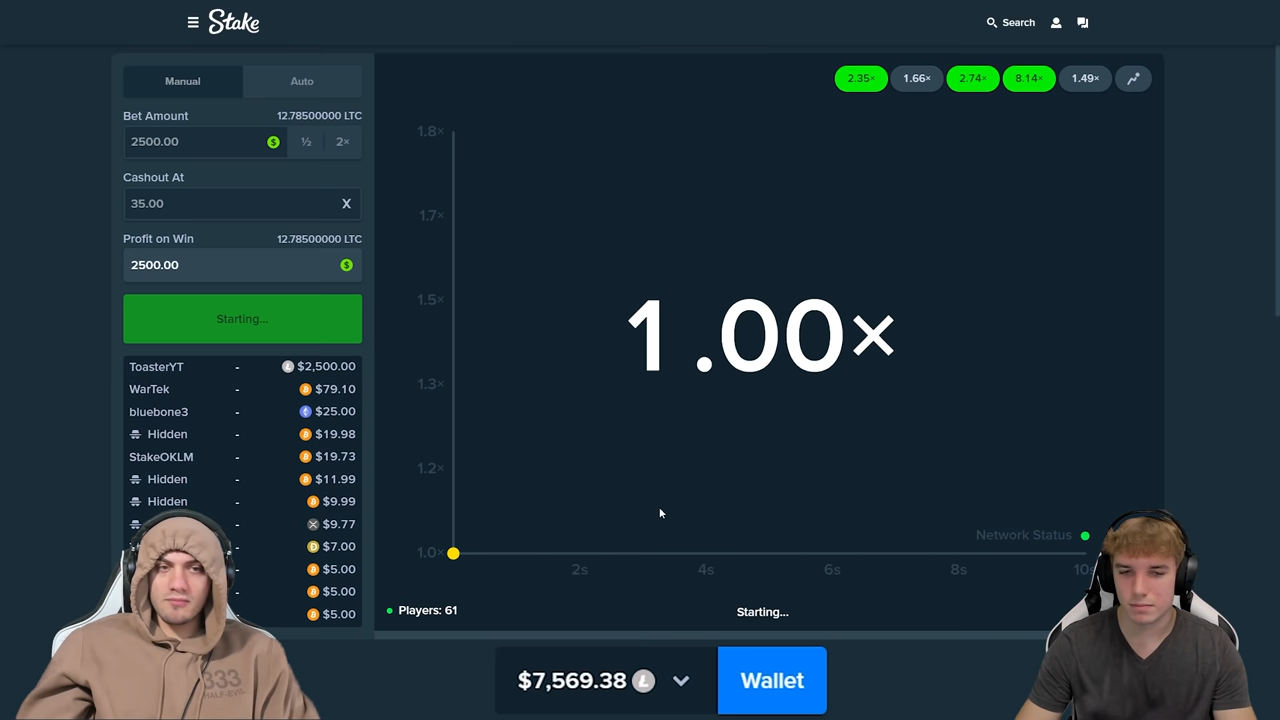 Stake
Search
Manual Auto
2.35× 1.66× 2.74× 8.14× 1.49×
Bet Amount 12.78500000 LTC
2500.00 $ ½ 2×
Cashout At
35.00 X
Profit on Win 12.78500000 LTC
2500.00 $
Starting...
ToasterYT - $2,500.00
WarTek - $79.10
bluebone3 - $25.00
Hidden - $19.98
StakeOKLM - $19.73
Hidden - $11.99
Hidden - $9.99
- $9.77
- $7.00
- $5.00
- $5.00
- $5.00
1.8×
1.7×
1.5×
1.3×
1.2×
1.0×
1.00×
Network Status
2s 4s 6s 8s 10s
Players: 61
Starting...
$7,569.38
Wallet
333
HALF-EVIL